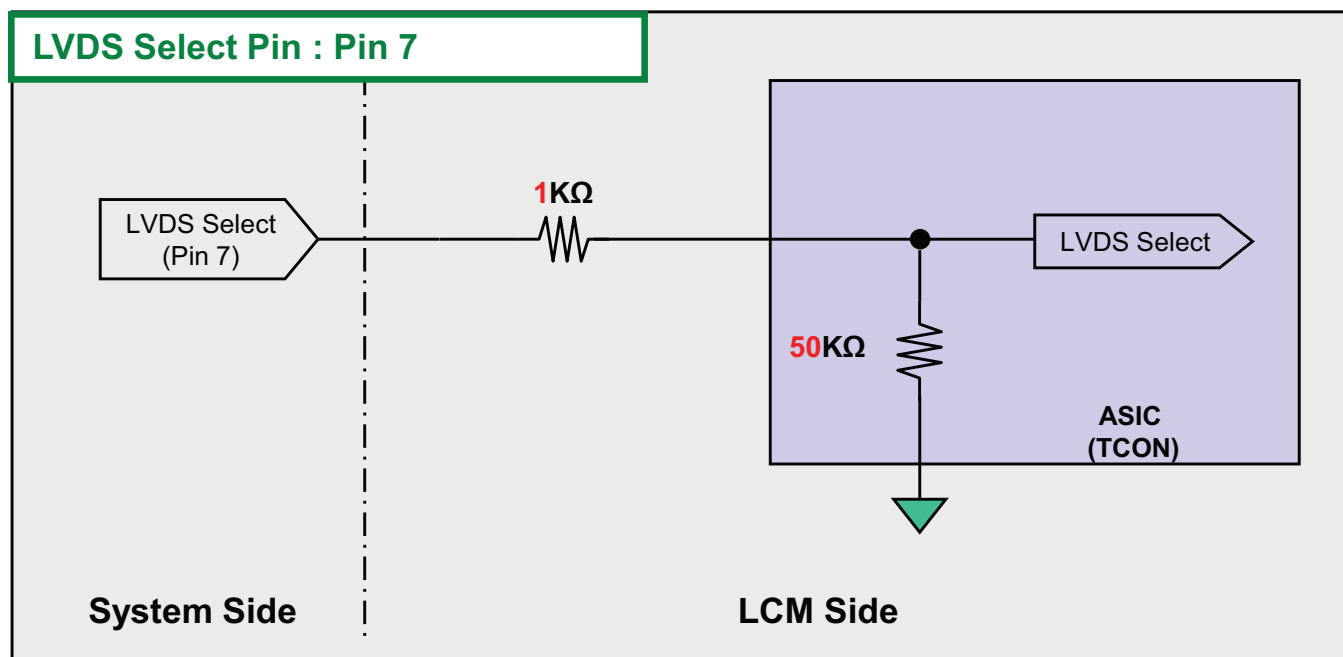 LVDS Select Pin : Pin 7
1KΩ
LVDS Select
(Pin 7)
LVDS Select
50KΩ
ASIC
(TCON)
System Side
LCM Side